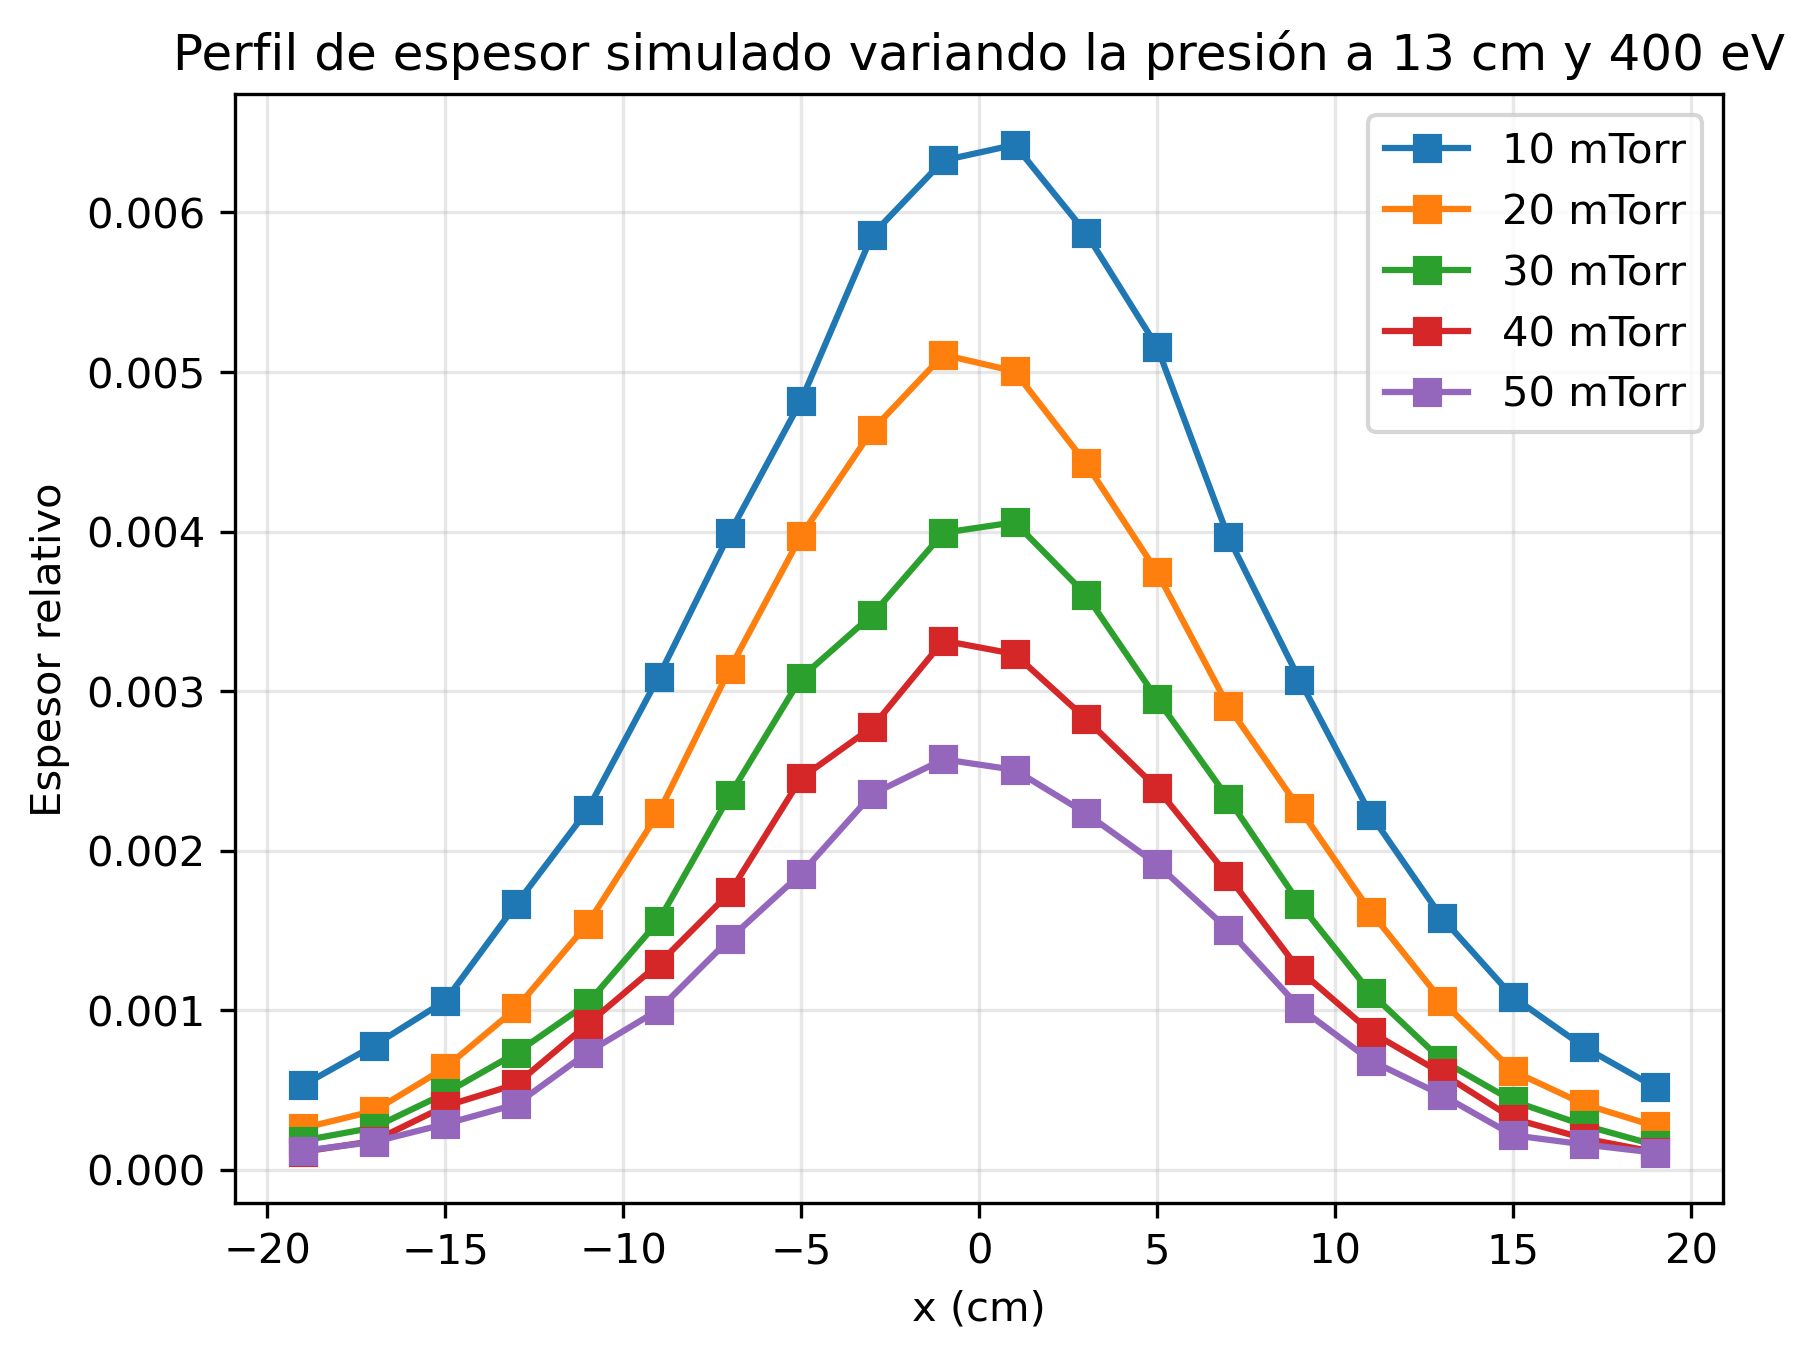 Perfil de espesor simulado variando la presión a 13 cm y 400 eV
10 mTorr
20 mTorr
30 mTorr
40 mTorr
50 mTorr
Espesor relativo
0.006
0.005
0.004
0.003
0.002
0.001
0.000
−20 −15 −10 −5 0 5 10 15 20
x (cm)